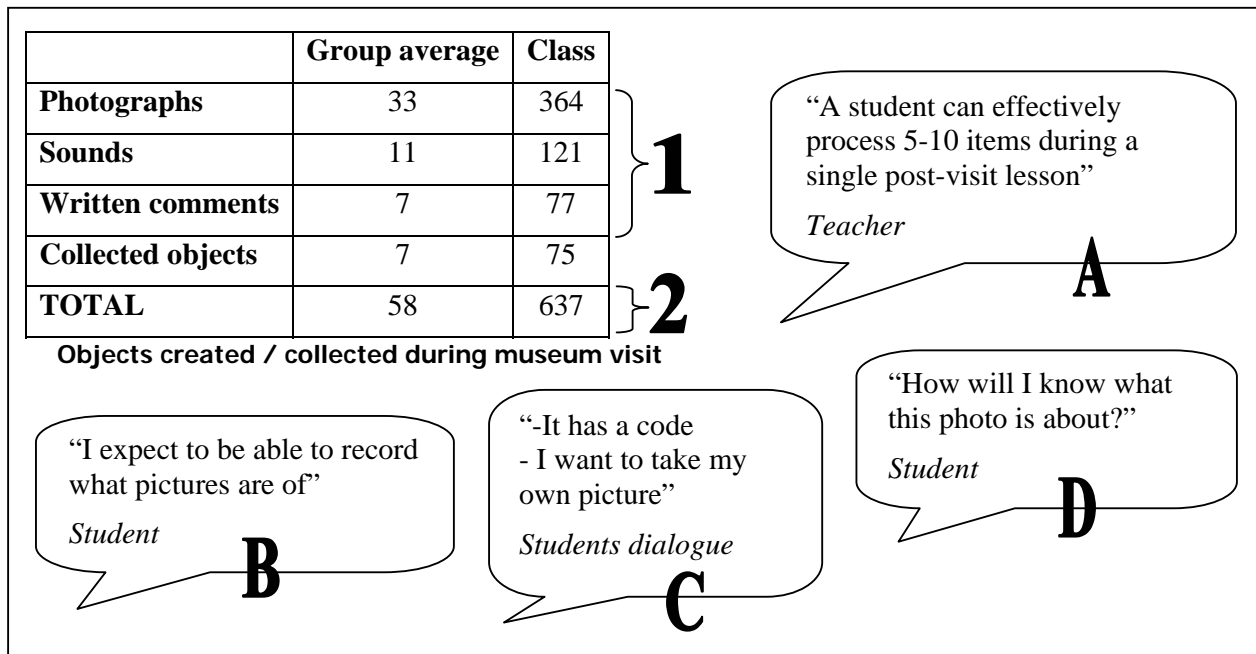 Group average Class
Photographs 33 364
Sounds 11 121
Written comments 7 77
Collected objects 7 75
TOTAL 58 637
1
2
Objects created / collected during museum visit
“A student can effectively
process 5-10 items during a
single post-visit lesson”
Teacher
A
“I expect to be able to record
what pictures are of”
Student
B
“-It has a code
- I want to take my
own picture”
Students dialogue
C
“How will I know what
this photo is about?”
Student
D